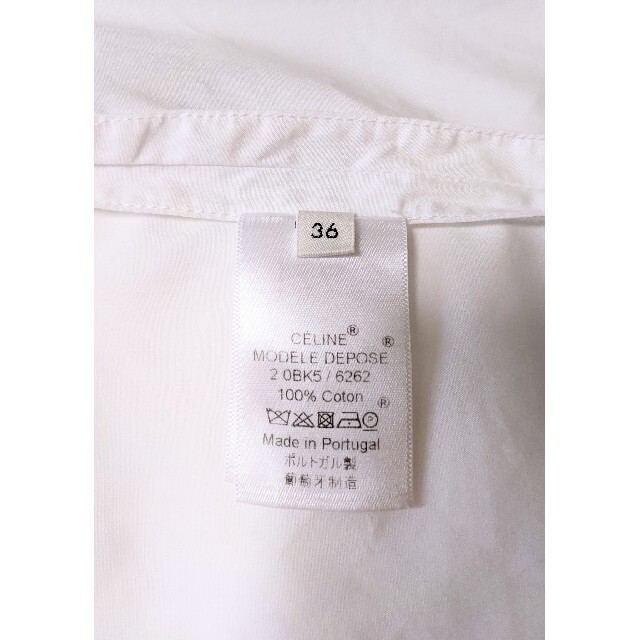 36
CÉLINE®
MODELE DEPOSE ®
2 0BK5 / 6262
100% Coton ®
Made in Portugal
ポルトガル製
葡萄牙制造